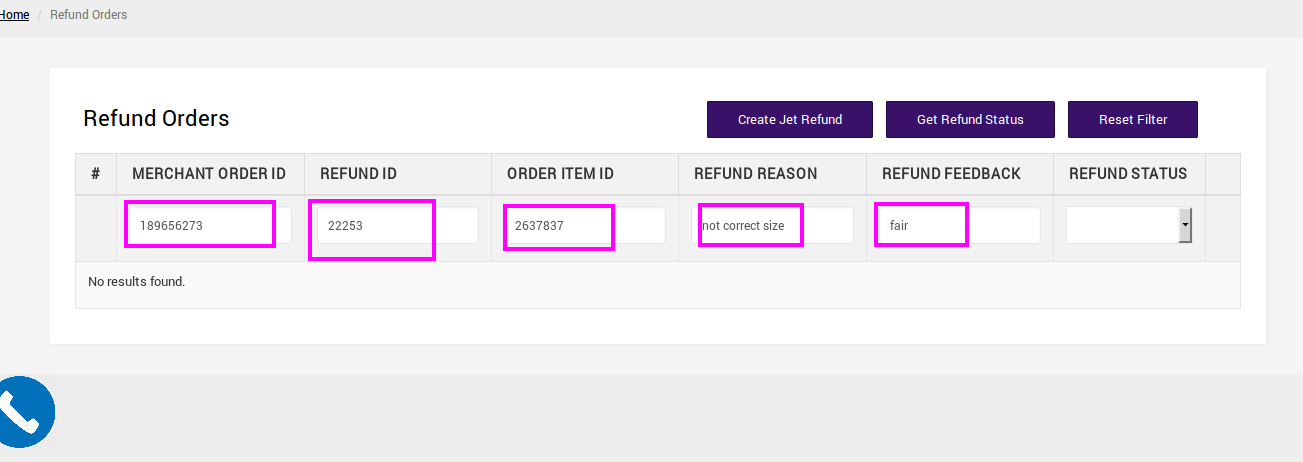 Home / Refund Orders
Refund Orders
Create Jet Refund
Get Refund Status
Reset Filter
# MERCHANT ORDER ID REFUND ID ORDER ITEM ID REFUND REASON REFUND FEEDBACK REFUND STATUS
189656273 22253 2637837 not correct size fair
No results found.